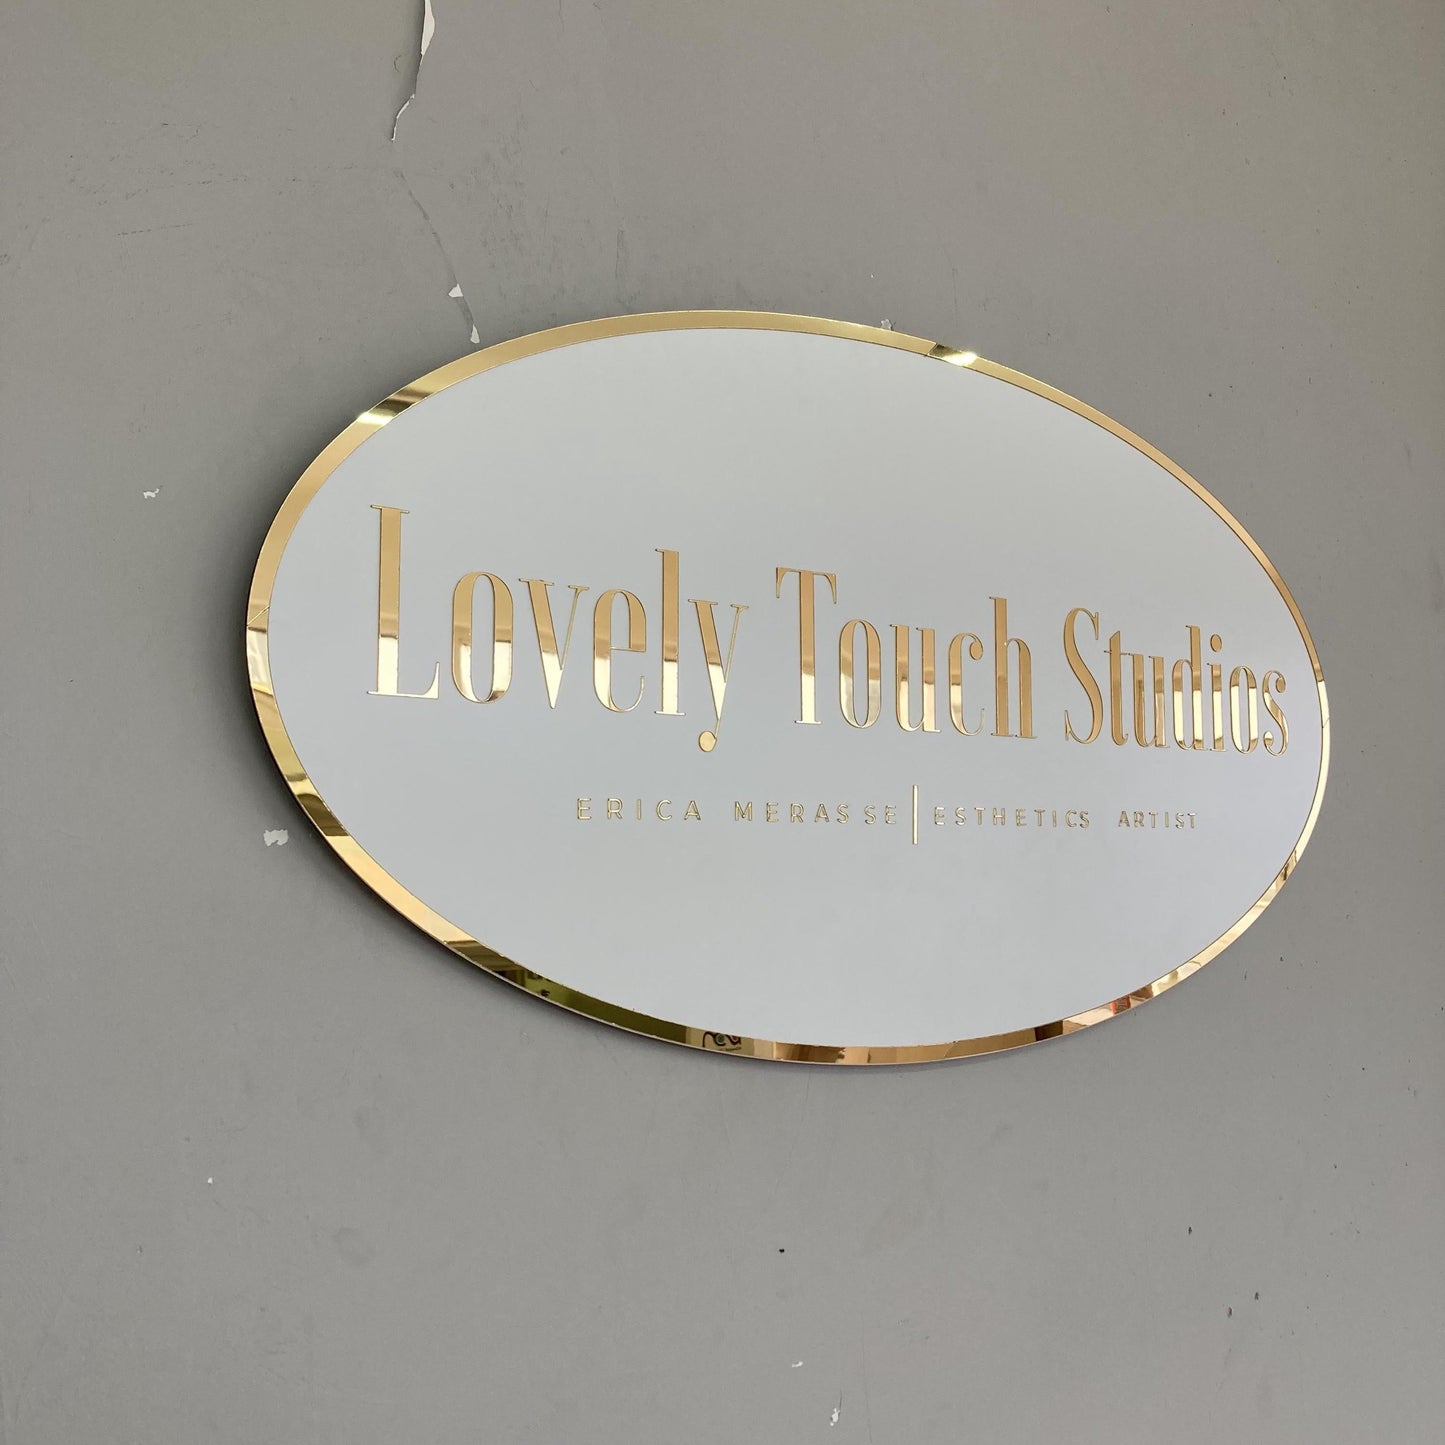 Lovely Touch Studios
ERICA MERASSE | ESTHETICS ARTIST